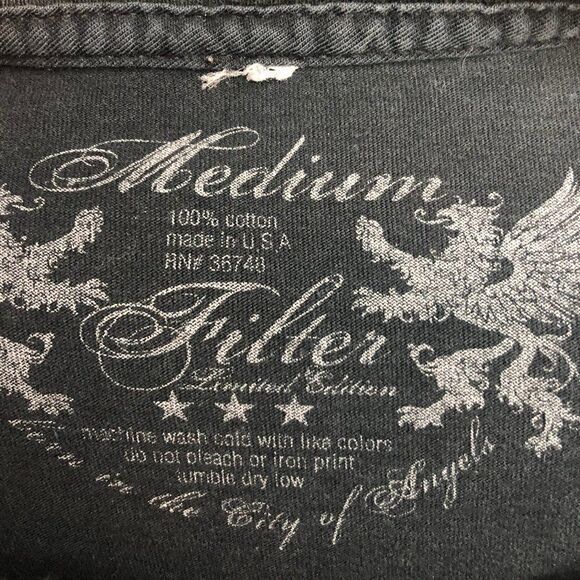 Medium
100% cotton
made in U.S.A
RN# 36748
Filter
Limited Edition
machine wash cold with like colors
do not bleach or iron print
tumble dry low
in the City of Angels